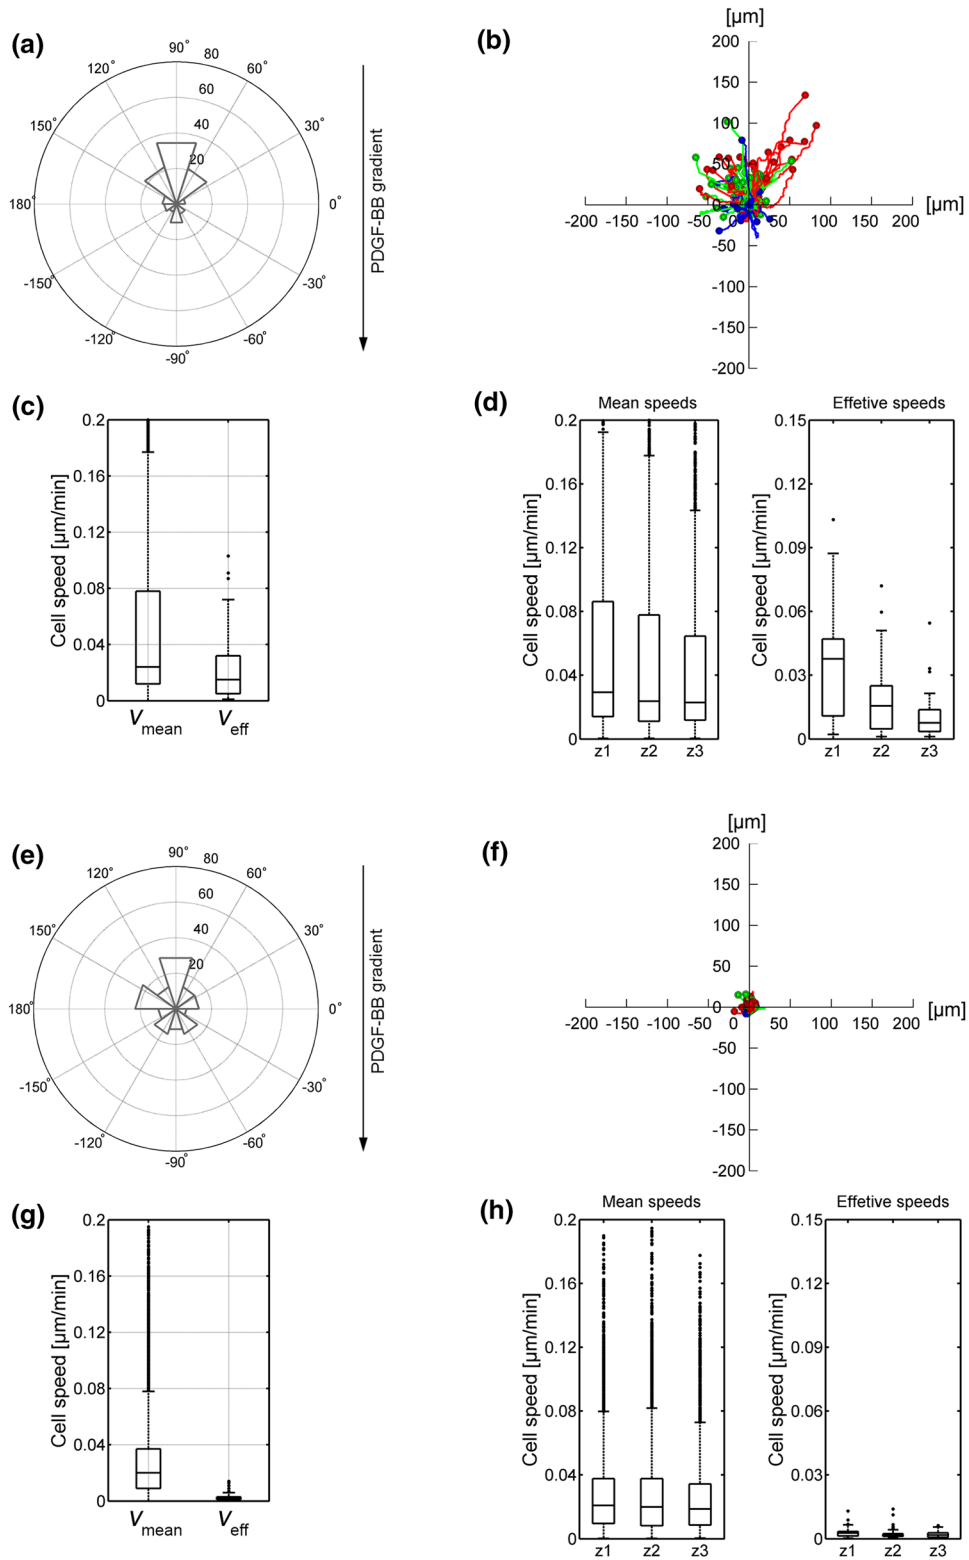 (a)
90°
80
120°
60°
60
150°
40
30°
20
180°
0°
-150°
-30°
-120°
-60°
-90°
PDGF-BB gradient
(b)
[µm]
200
150
100
50
0
-50
-100
-150
-200
-200 -150 -100 -50 0 50 100 150 200
[µm]
(c)
Cell speed [µm/min]
0.2
0.16
0.12
0.08
0.04
0
Vmean
Veff
(d)
Mean speeds
Cell speed [µm/min]
0.2
0.16
0.12
0.08
0.04
0
z1 z2 z3
Effetive speeds
Cell speed [µm/min]
0.15
0.12
0.09
0.06
0.03
0
z1 z2 z3
(e)
90°
80
120°
60°
60
150°
40
30°
20
180°
0°
-150°
-30°
-120°
-60°
-90°
PDGF-BB gradient
(f)
[µm]
200
150
100
50
0
-50
-100
-150
-200
-200 -150 -100 -50 0 50 100 150 200
[µm]
(g)
Cell speed [µm/min]
0.2
0.16
0.12
0.08
0.04
0
Vmean
Veff
(h)
Mean speeds
Cell speed [µm/min]
0.2
0.16
0.12
0.08
0.04
0
z1 z2 z3
Effetive speeds
Cell speed [µm/min]
0.15
0.12
0.09
0.06
0.03
0
z1 z2 z3